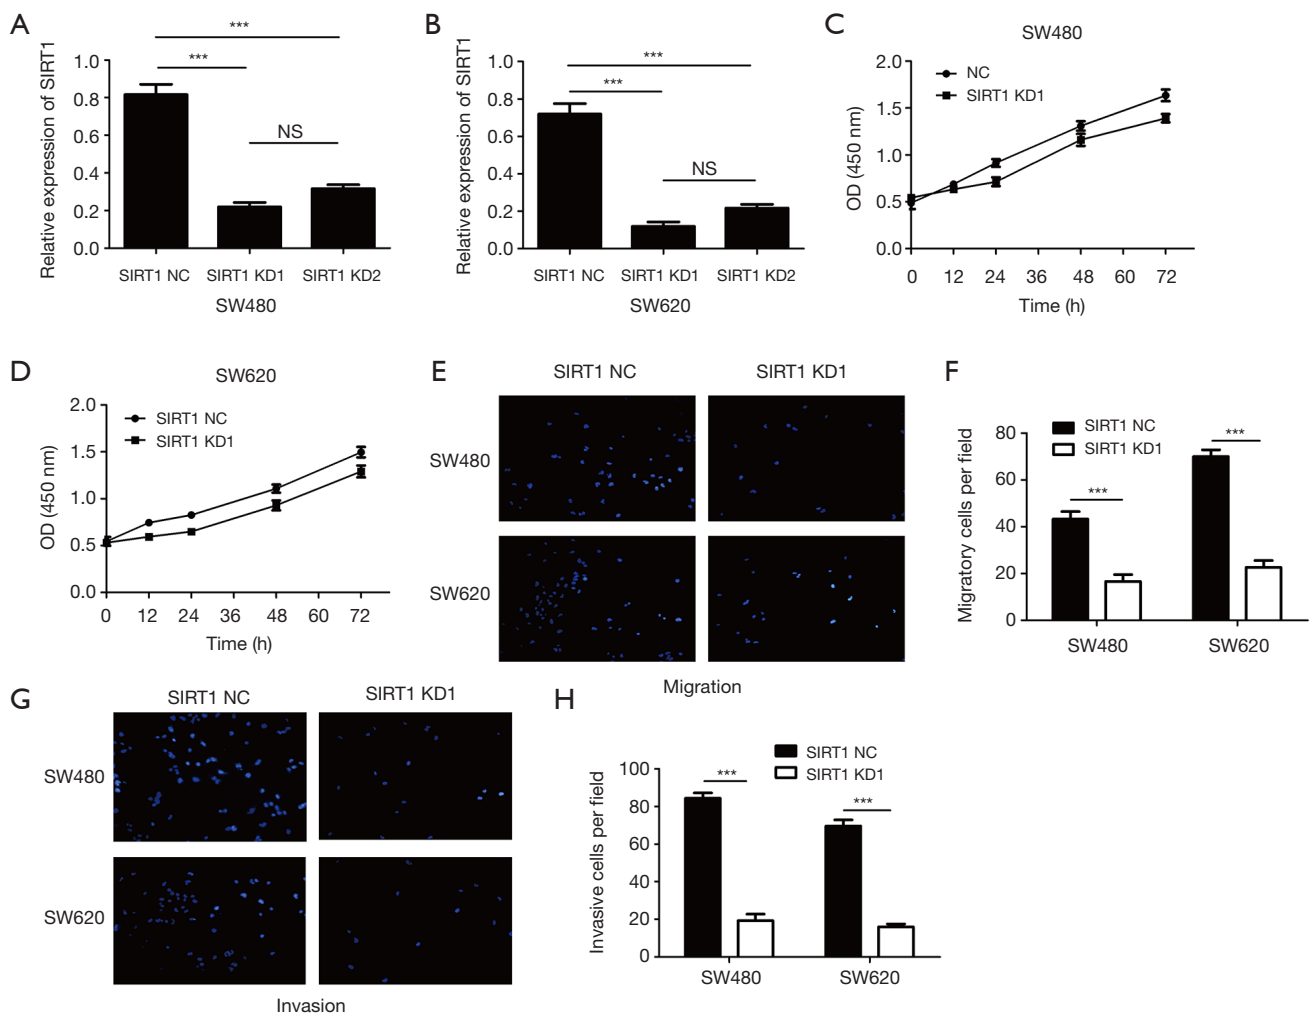 A
Relative expression of SIRT1
1.0
0.8
0.6
0.4
0.2
0.0
***
***
NS
SIRT1 NC SIRT1 KD1 SIRT1 KD2
SW480
B
Relative expression of SIRT1
1.0
0.8
0.6
0.4
0.2
0.0
***
***
NS
SIRT1 NC SIRT1 KD1 SIRT1 KD2
SW620
C
SW480
NC
SIRT1 KD1
OD (450 nm)
2.0
1.5
1.0
0.5
0.0
0 12 24 36 48 60 72
Time (h)
D
SW620
SIRT1 NC
SIRT1 KD1
OD (450 nm)
2.0
1.5
1.0
0.5
0.0
0 12 24 36 48 60 72
Time (h)
E
SIRT1 NC SIRT1 KD1
SW480
SW620
Migration
F
SIRT1 NC
SIRT1 KD1
Migratory cells per field
80
60
40
20
0
***
***
SW480 SW620
G
SIRT1 NC SIRT1 KD1
SW480
SW620
Invasion
H
SIRT1 NC
SIRT1 KD1
Invasive cells per field
100
80
60
40
20
0
***
***
SW480 SW620